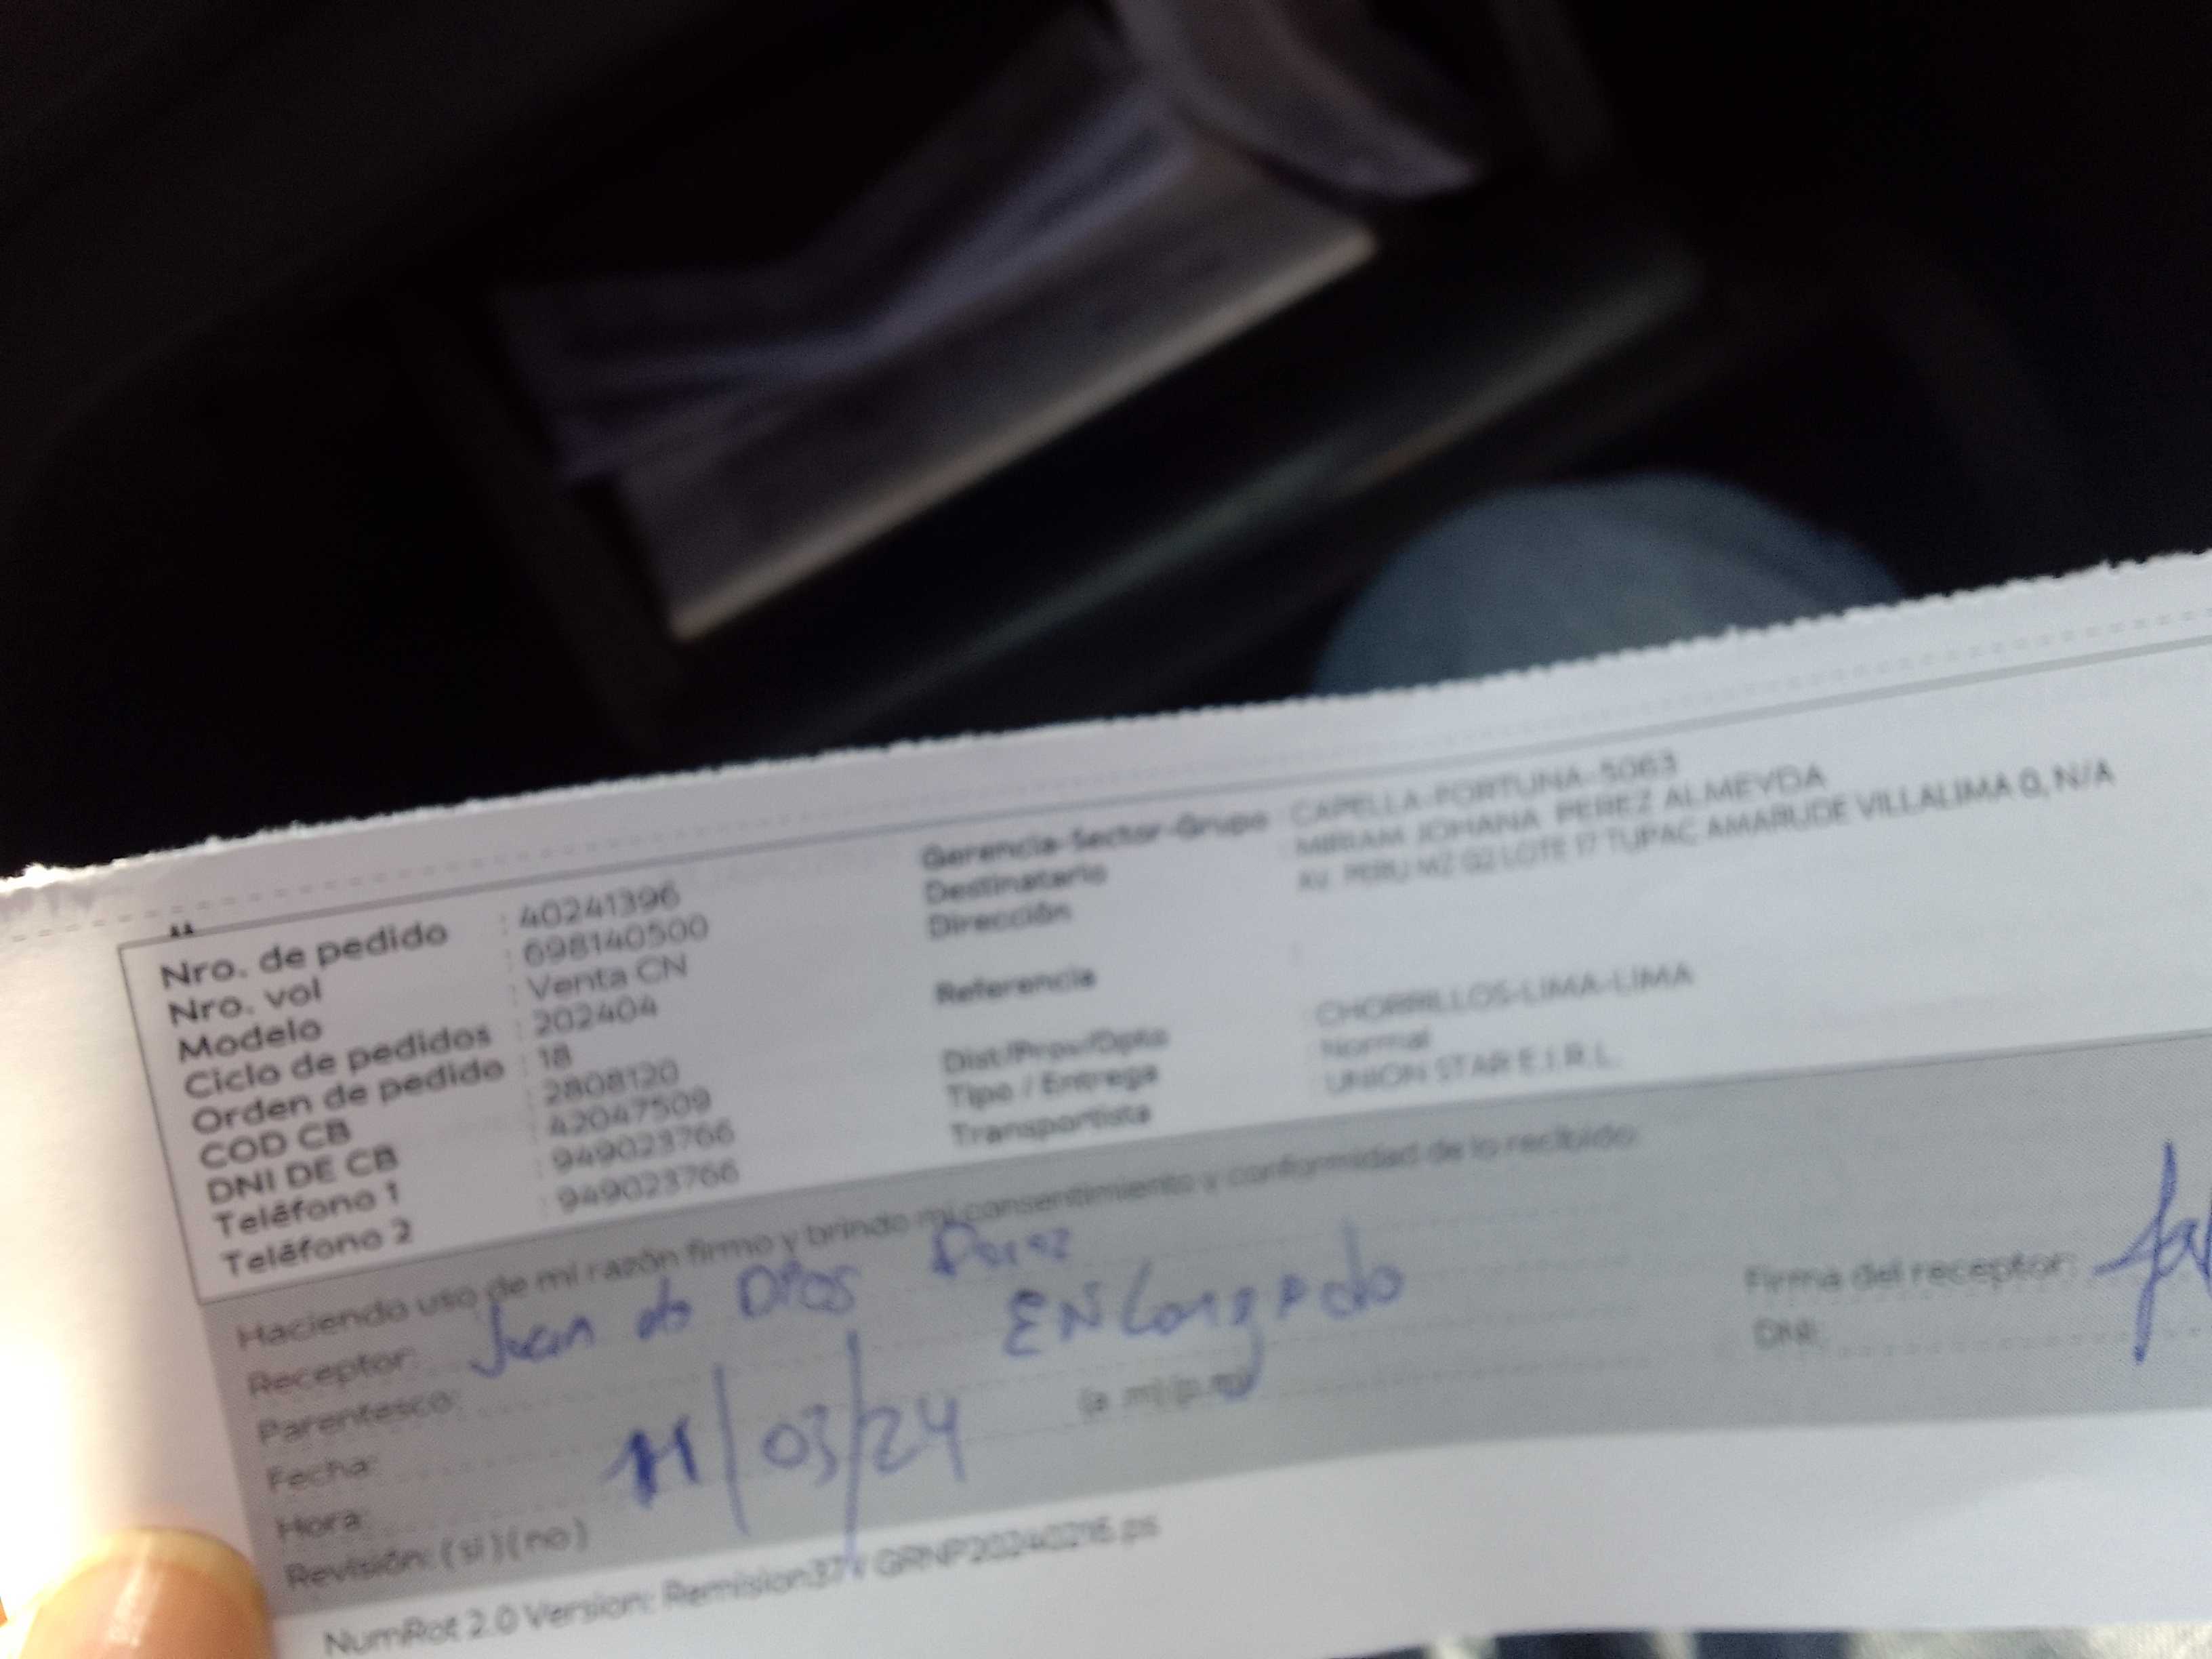 Nro. de pedido : 40241396
Nro. vol : 698140500
Modelo : Venta CN
Ciclo de pedidos : 202404
Orden de pedido : 18
COD CB : 2808120
DNI DE CB : 42047509
Teléfono 1 : 949023766
Teléfono 2 : 949023766
Gerencia-Sector-Grupo : CAPELLA-FORTUNA-5063
Destinatario : MIRIAM JOHANA PEREZ ALMEYDA
Dirección : AV. PERU MZ G2 LOTE 17 TUPAC AMARUDE VILLALIMA 0, N/A
Referencia :
Dist/Prov/Dpto : CHORRILLOS-LIMA-LIMA
Tipo / Entrega : Normal
Transportista : UNION STAR E.I.R.L.
Haciendo uso de mi razón firmo y brindo mi consentimiento y conformidad de lo recibido:
Receptor: Juan de Dios Perez
Parentesco: ENCargado
Fecha: 11/03/24
Hora: (a.m) (p.m)
Revisión: (si) (no)
Firma del receptor:
DNI:
NumRot 2.0 Version: Remision37 / GRNP20240216.ps